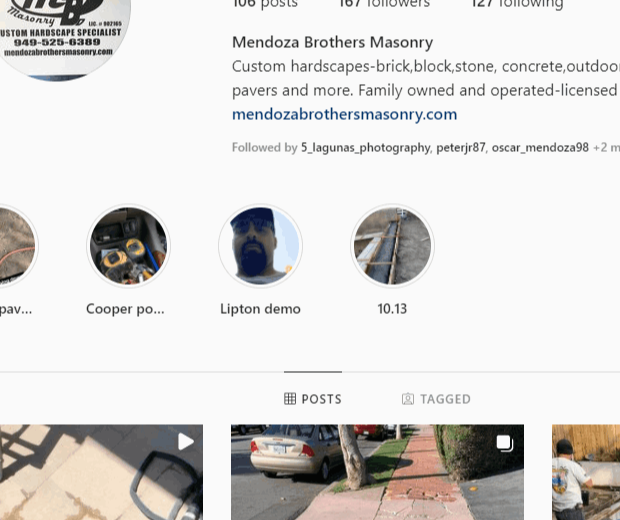 106 posts 167 followers 127 following
Masonry LIC. # 982165
CUSTOM HARDSCAPE SPECIALIST
949-525-6389
mendozabrothersmasonry.com
Mendoza Brothers Masonry
Custom hardscapes-brick,block,stone, concrete,outdoor
pavers and more. Family owned and operated-licensed
mendozabrothersmasonry.com
Followed by 5_lagunas_photography, peterjr87, oscar_mendoza98 +2 m
pav... Cooper po... Lipton demo 10.13
POSTS TAGGED